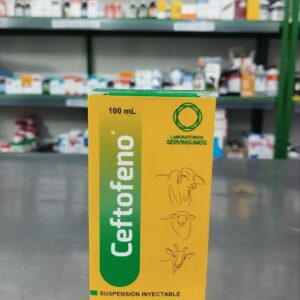 100 mL
LABORATORIOS
SERVINSUMOS
Ceftofeno®
SUSPENSIÓN INYECTABLE